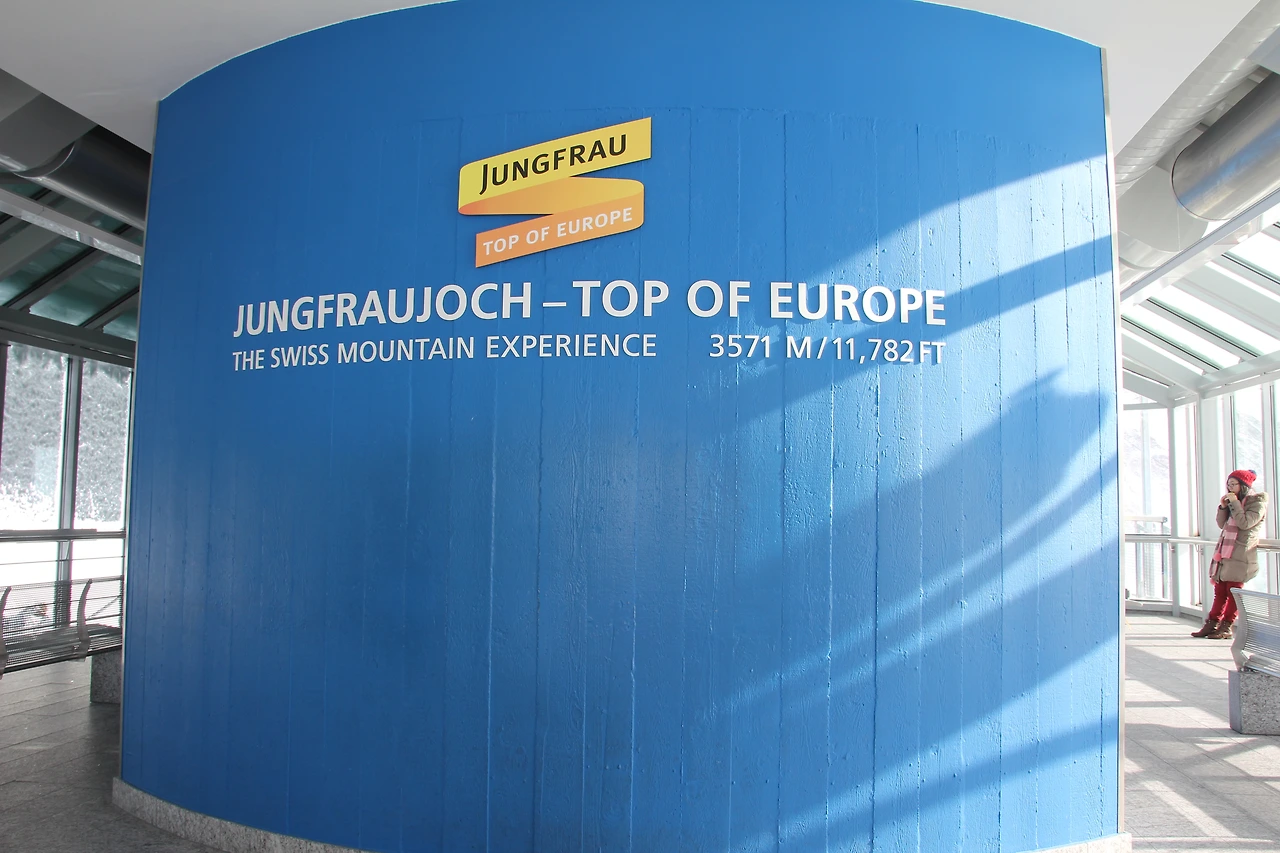 JUNGFRAU
TOP OF EUROPE
JUNGFRAUJOCH – TOP OF EUROPE
THE SWISS MOUNTAIN EXPERIENCE 3571 M / 11,782 FT